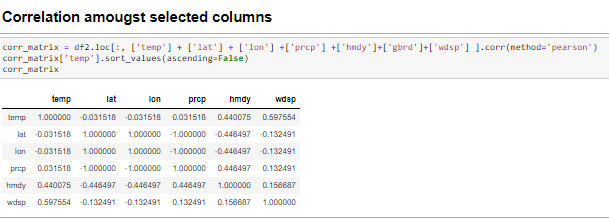 Correlation amougst selected columns
corr_matrix = df2.loc[:, ['temp'] + ['lat'] + ['lon'] +['prcp'] +['hmdy']+['gbrd']+['wdsp'] ].corr(method='pearson')
corr_matrix['temp'].sort_values(ascending=False)
corr_matrix
temp lat lon prcp hmdy wdsp
temp 1.000000 -0.031518 -0.031518 0.031518 0.440075 0.597554
lat -0.031518 1.000000 1.000000 -1.000000 -0.446497 -0.132491
lon -0.031518 1.000000 1.000000 -1.000000 -0.446497 -0.132491
prcp 0.031518 -1.000000 -1.000000 1.000000 0.446497 0.132491
hmdy 0.440075 -0.446497 -0.446497 0.446497 1.000000 0.156687
wdsp 0.597554 -0.132491 -0.132491 0.132491 0.156687 1.000000